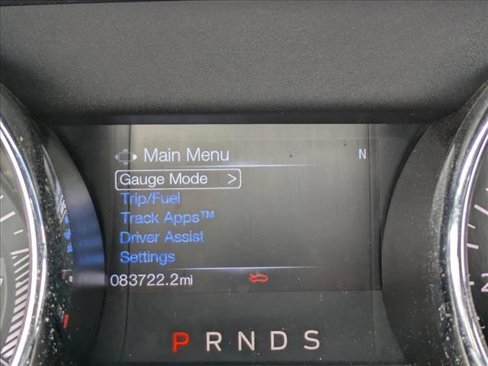 Main Menu N
Gauge Mode >
Trip/Fuel
Track Apps™
Driver Assist
Settings
083722.2mi
P R N D S